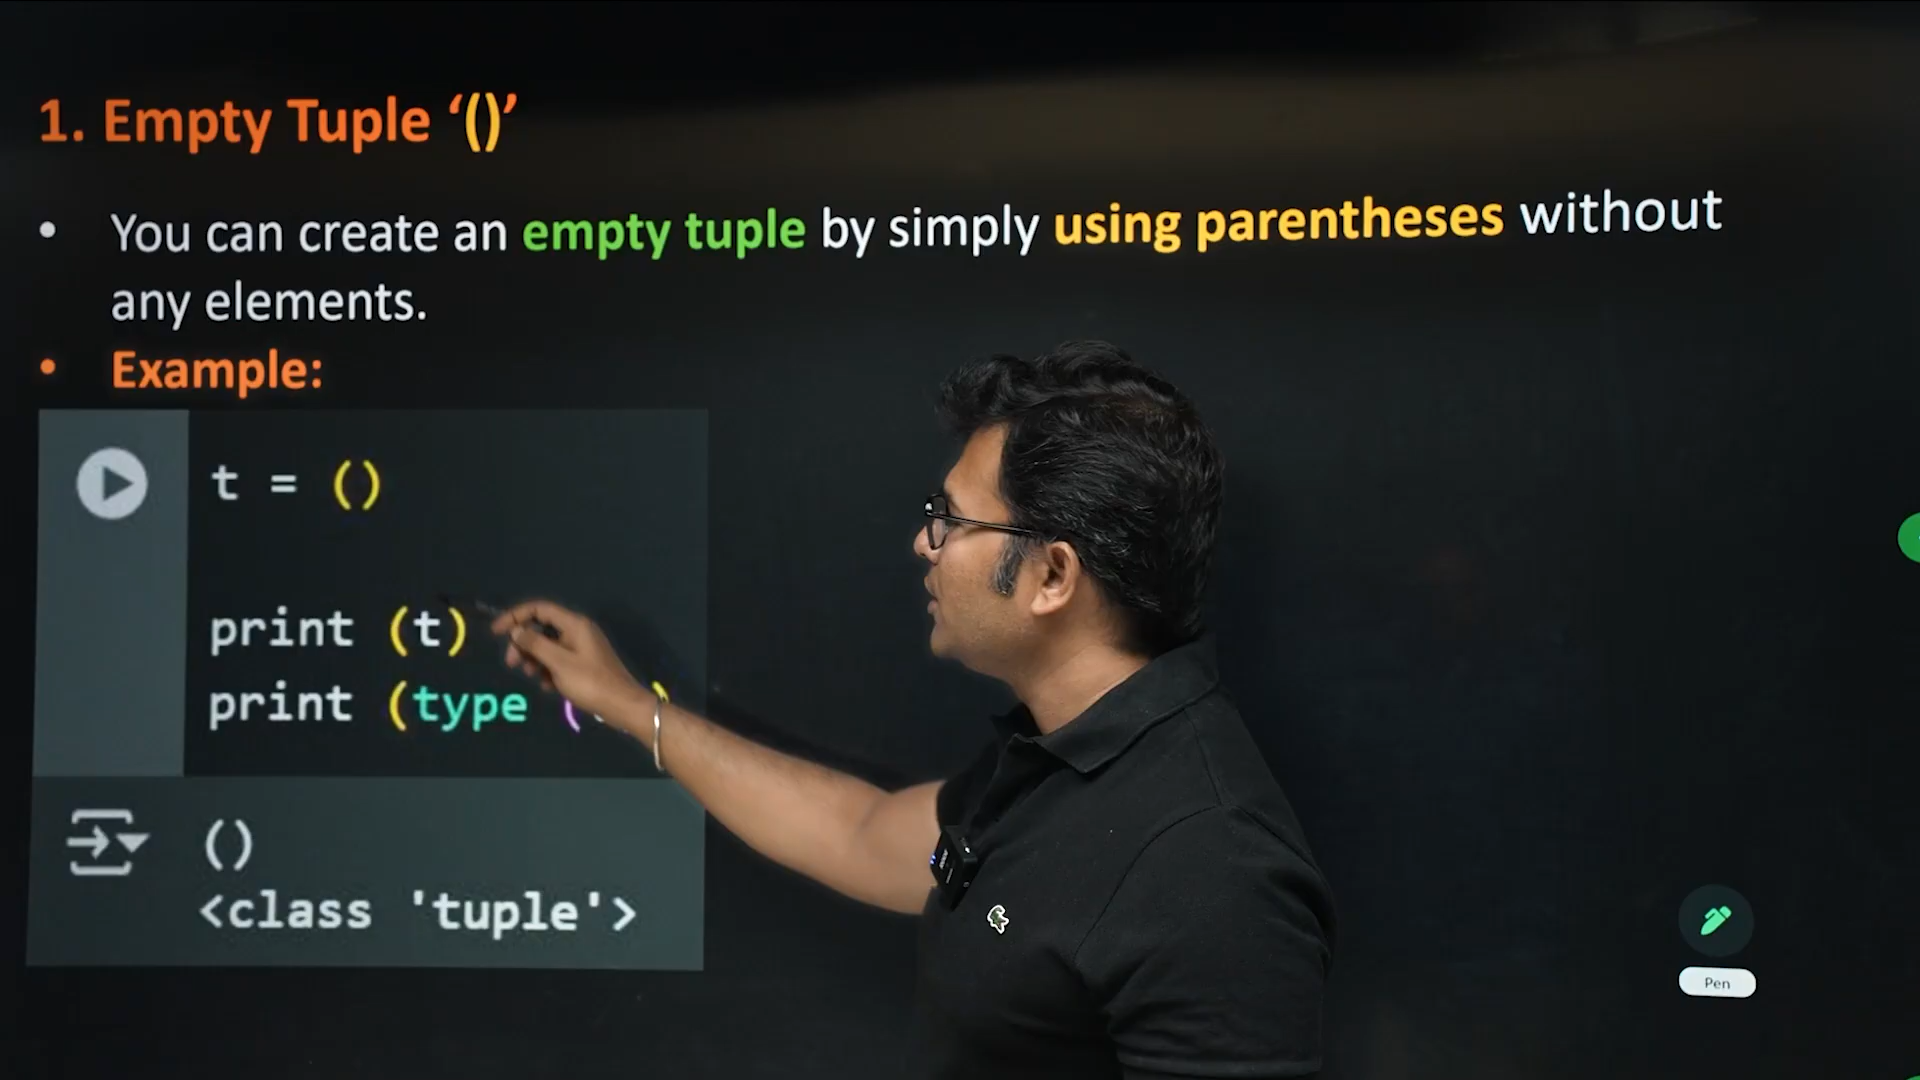 1. Empty Tuple ‘()’
• You can create an empty tuple by simply using parentheses without
any elements.
• Example:
t = ()
print (t)
print (type (
()
<class 'tuple'>
Pen